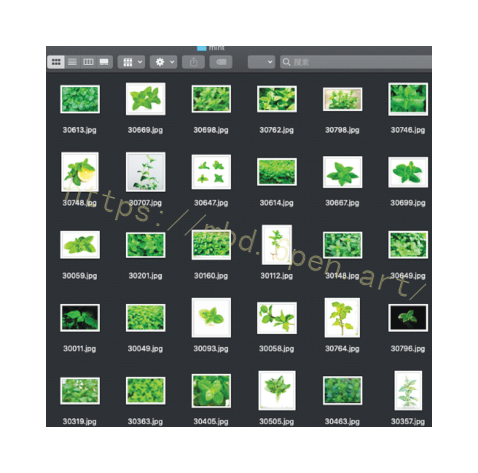 mint
搜索
30613.jpg 30669.jpg 30698.jpg 30762.jpg 30798.jpg 30746.jpg
30748.jpg 30707.jpg 30647.jpg 30614.jpg 30667.jpg 30699.jpg
https://mbd.open art/
30059.jpg 30201.jpg 30160.jpg 30112.jpg 30148.jpg 30649.jpg
30011.jpg 30049.jpg 30093.jpg 30058.jpg 30764.jpg 30796.jpg
30319.jpg 30363.jpg 30405.jpg 30505.jpg 30463.jpg 30357.jpg